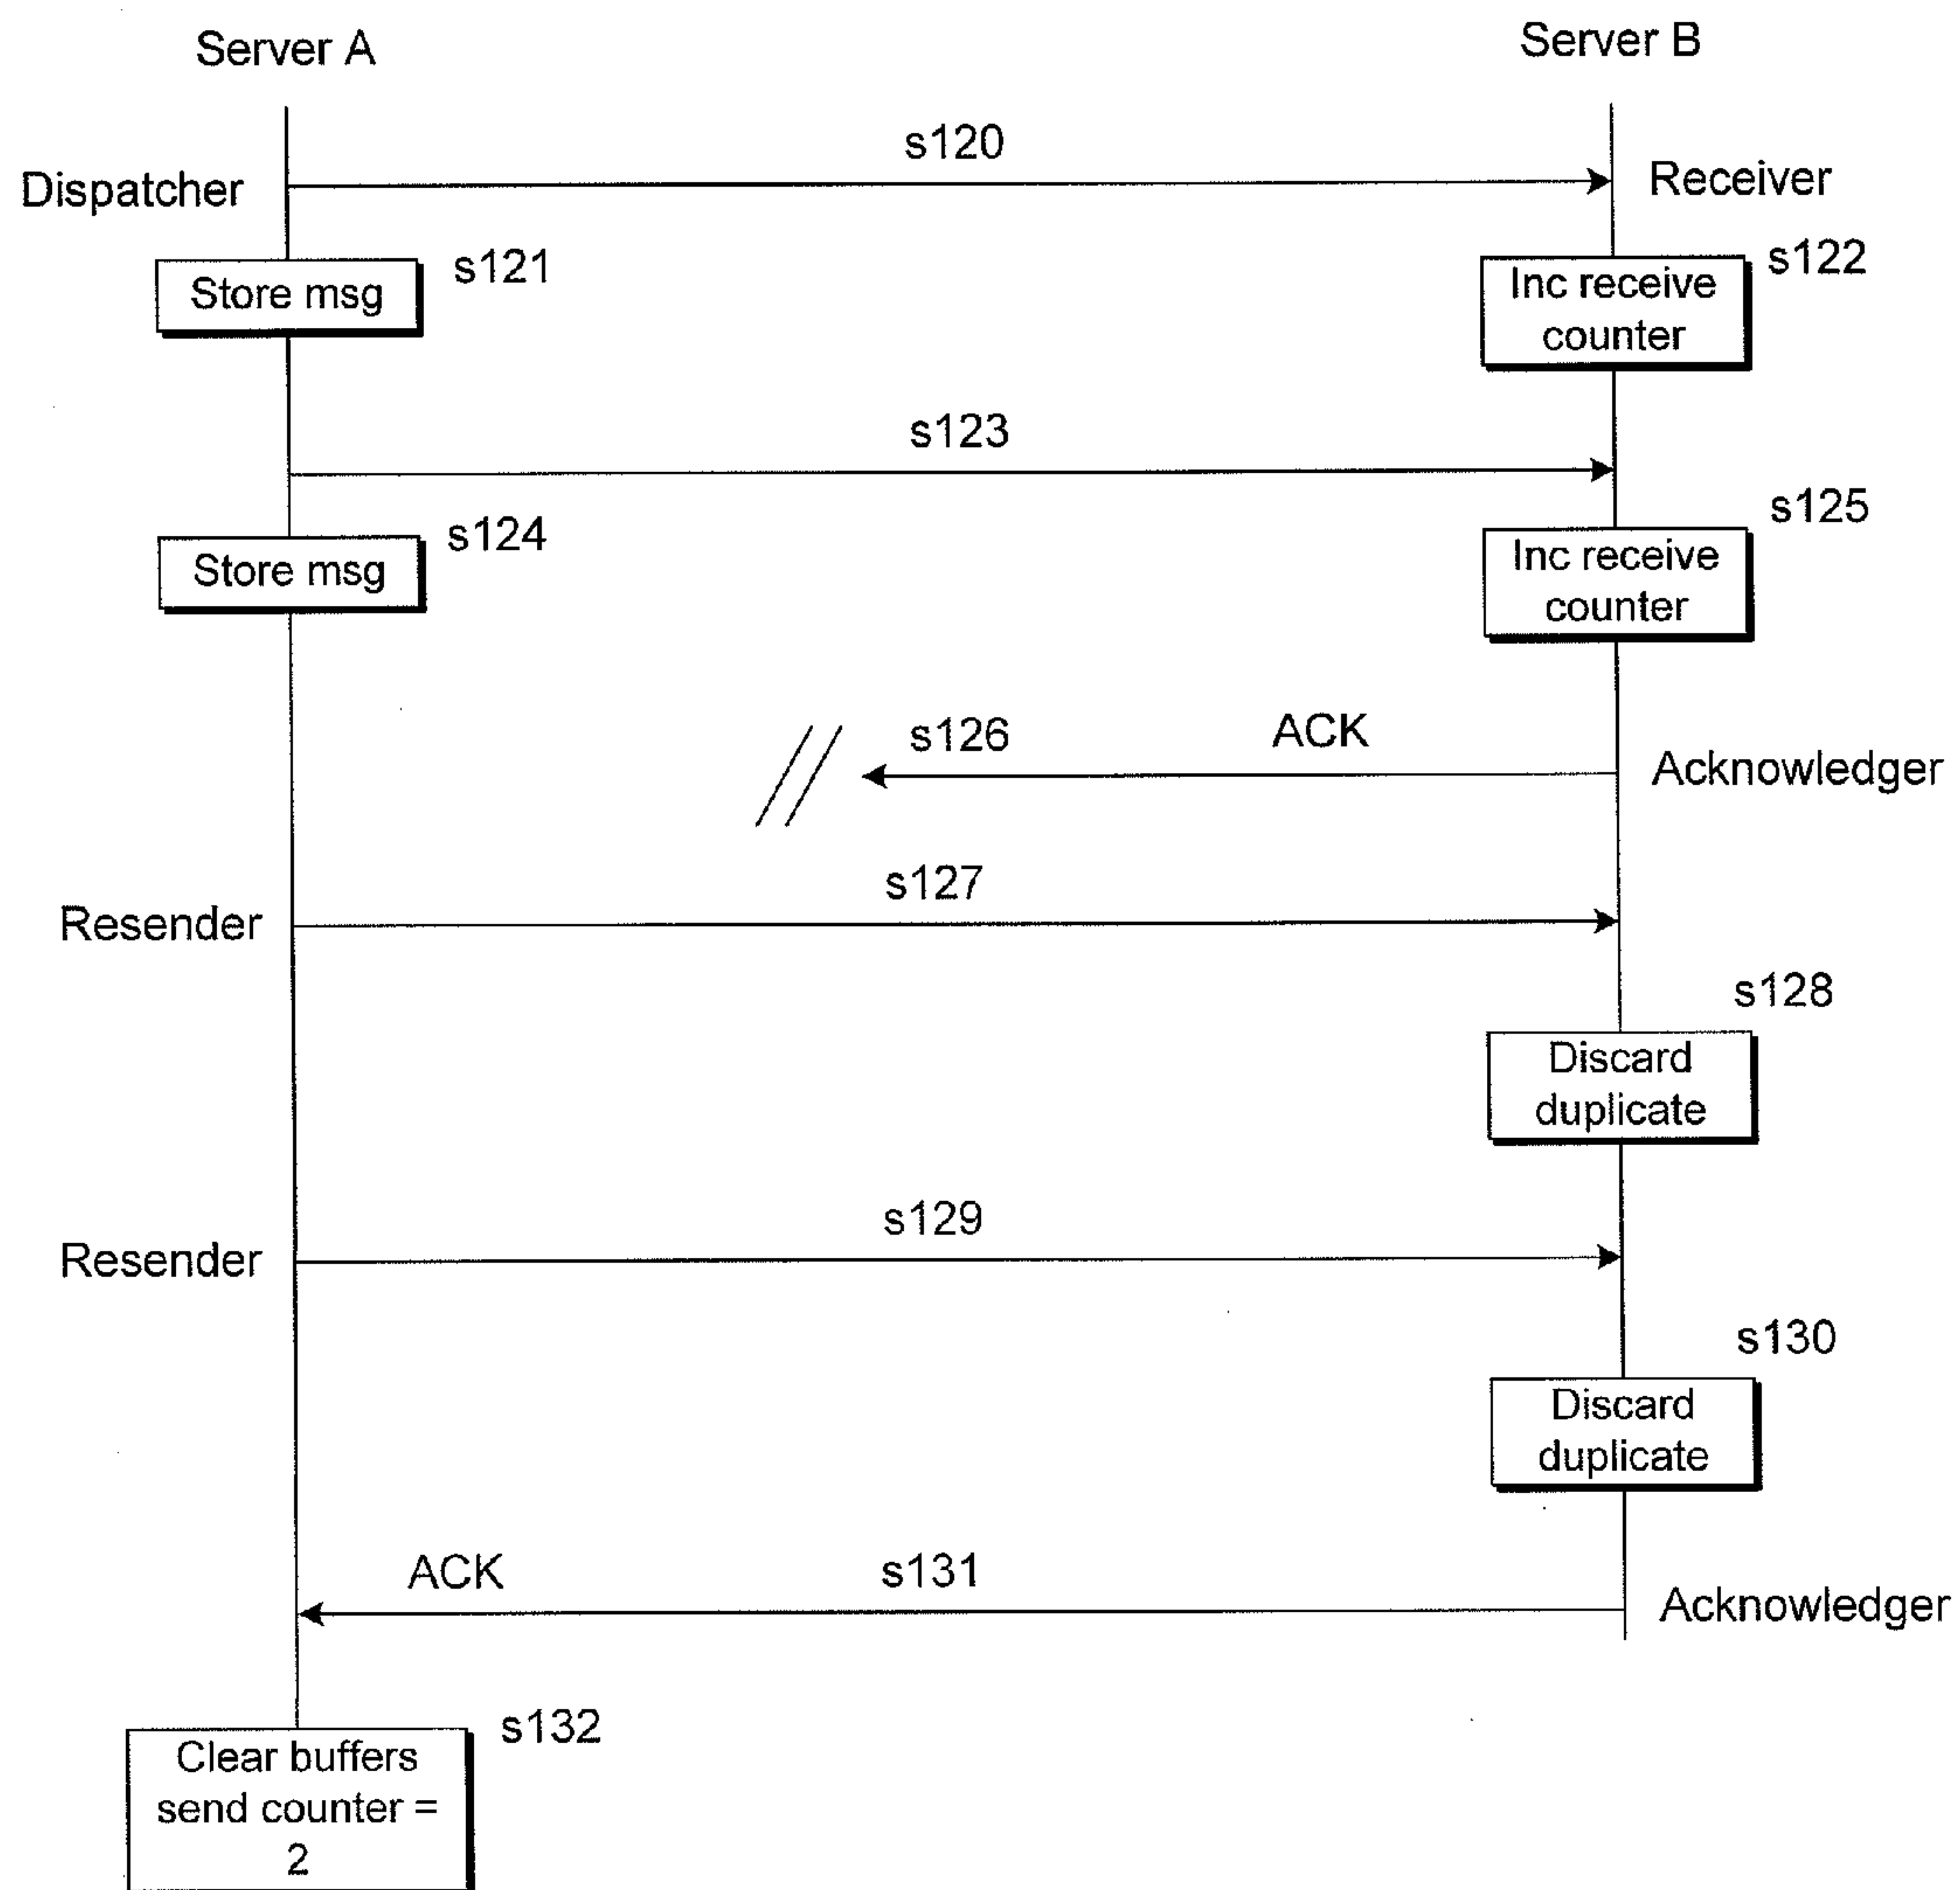 Server A
Server B
s120
Dispatcher
Receiver
s121
Store msg
s122
Inc receive
counter
s123
s124
Store msg
s125
Inc receive
counter
s126
ACK
Acknowledger
s127
Resender
s128
Discard
duplicate
s129
Resender
s130
Discard
duplicate
ACK
s131
Acknowledger
s132
Clear buffers
send counter =
2